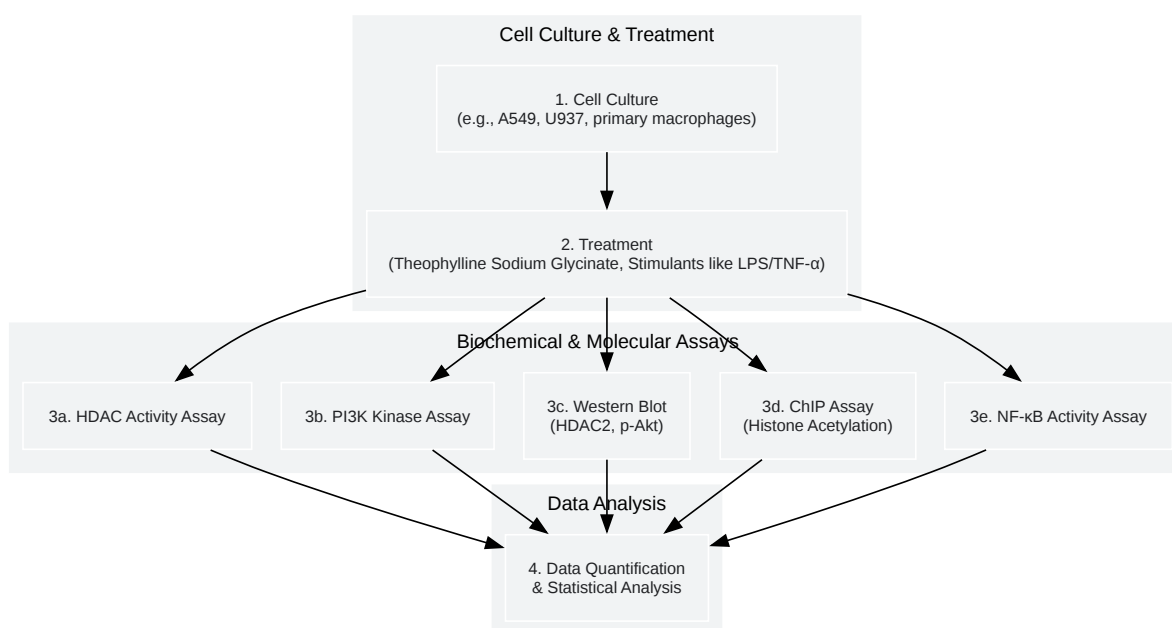 Cell Culture & Treatment
1. Cell Culture
(e.g., A549, U937, primary macrophages)
2. Treatment
(Theophylline Sodium Glycinate, Stimulants like LPS/TNF-α)
Biochemical & Molecular Assays
3a. HDAC Activity Assay
3b. PI3K Kinase Assay
3c. Western Blot
(HDAC2, p-Akt)
3d. ChIP Assay
(Histone Acetylation)
3e. NF-κB Activity Assay
Data Analysis
4. Data Quantification
& Statistical Analysis